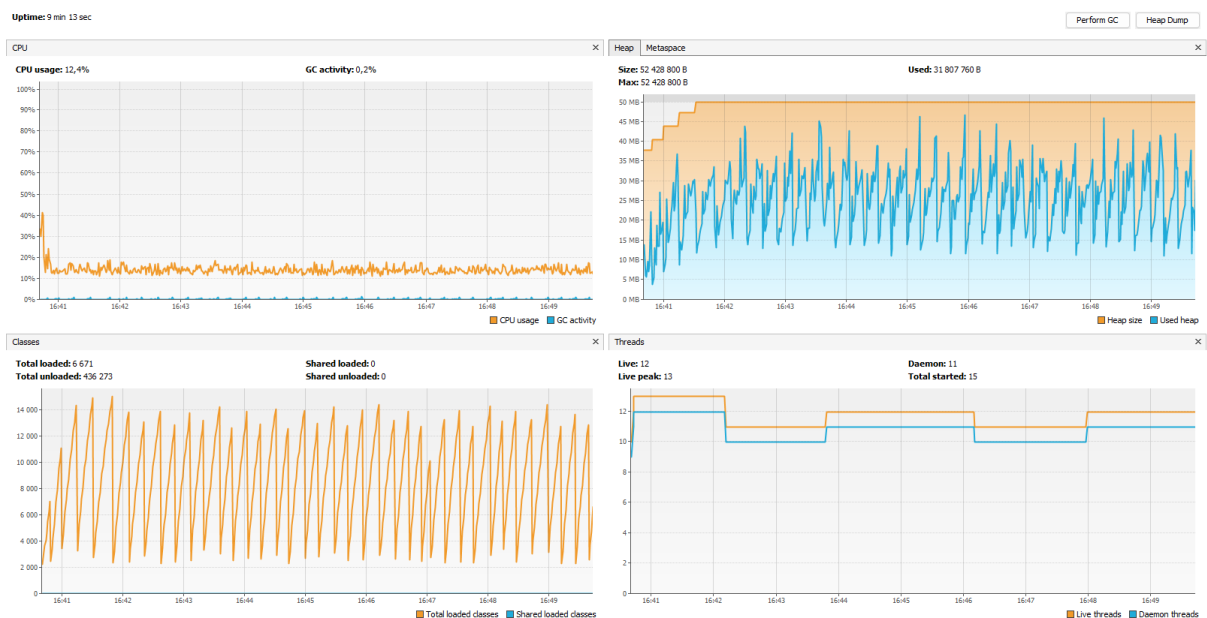 Uptime: 9 min 13 sec
Perform GC
Heap Dump
CPU
CPU usage: 12,4%
GC activity: 0,2%
100%
90%
80%
70%
60%
50%
40%
30%
20%
10%
0%
16:41 16:42 16:43 16:44 16:45 16:46 16:47 16:48 16:49
CPU usage GC activity
Heap Metaspace
Size: 52 428 800 B
Used: 31 807 760 B
Max: 52 428 800 B
50 MB
45 MB
40 MB
35 MB
30 MB
25 MB
20 MB
15 MB
10 MB
5 MB
0 MB
16:41 16:42 16:43 16:44 16:45 16:46 16:47 16:48 16:49
Heap size Used heap
Classes
Total loaded: 6 671
Shared loaded: 0
Total unloaded: 436 273
Shared unloaded: 0
14 000
12 000
10 000
8 000
6 000
4 000
2 000
0
16:41 16:42 16:43 16:44 16:45 16:46 16:47 16:48 16:49
Total loaded classes Shared loaded classes
Threads
Live: 12
Daemon: 11
Live peak: 13
Total started: 15
12
10
8
6
4
2
0
16:41 16:42 16:43 16:44 16:45 16:46 16:47 16:48 16:49
Live threads Daemon threads